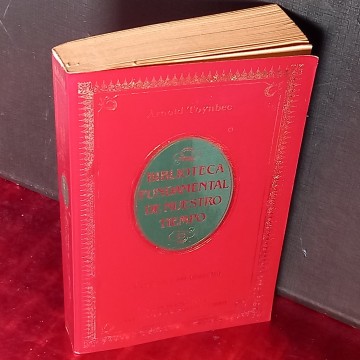 Arnold Toynbee
BIBLIOTECA
FUNDAMENTAL
DE NUESTRO
TIEMPO